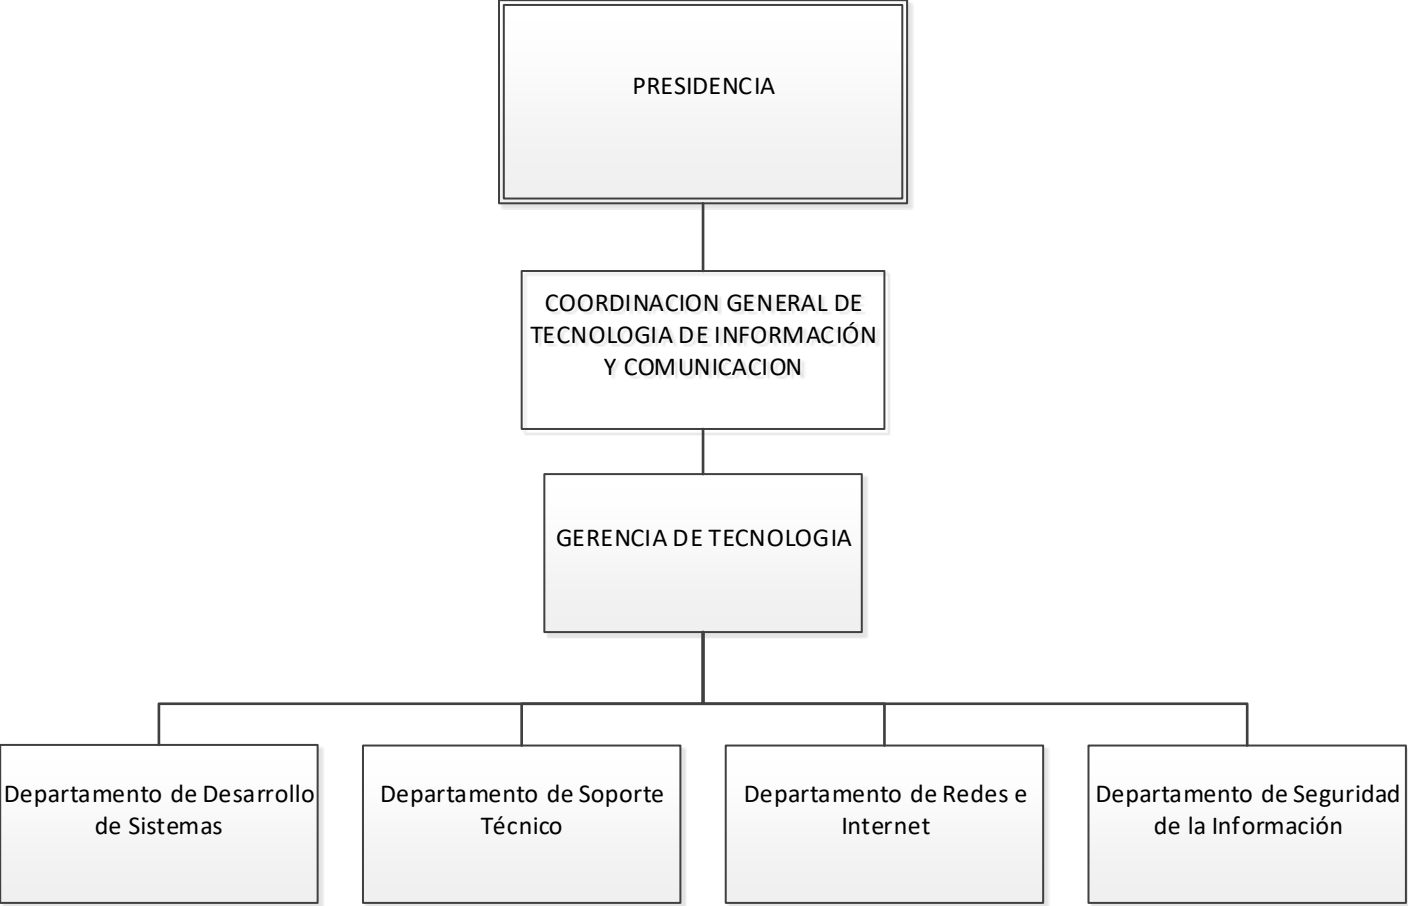 PRESIDENCIA
COORDINACION GENERAL DE
TECNOLOGIA DE INFORMACIÓN
Y COMUNICACION
GERENCIA DE TECNOLOGIA
Departamento de Desarrollo
de Sistemas
Departamento de Soporte
Técnico
Departamento de Redes e
Internet
Departamento de Seguridad
de la Información